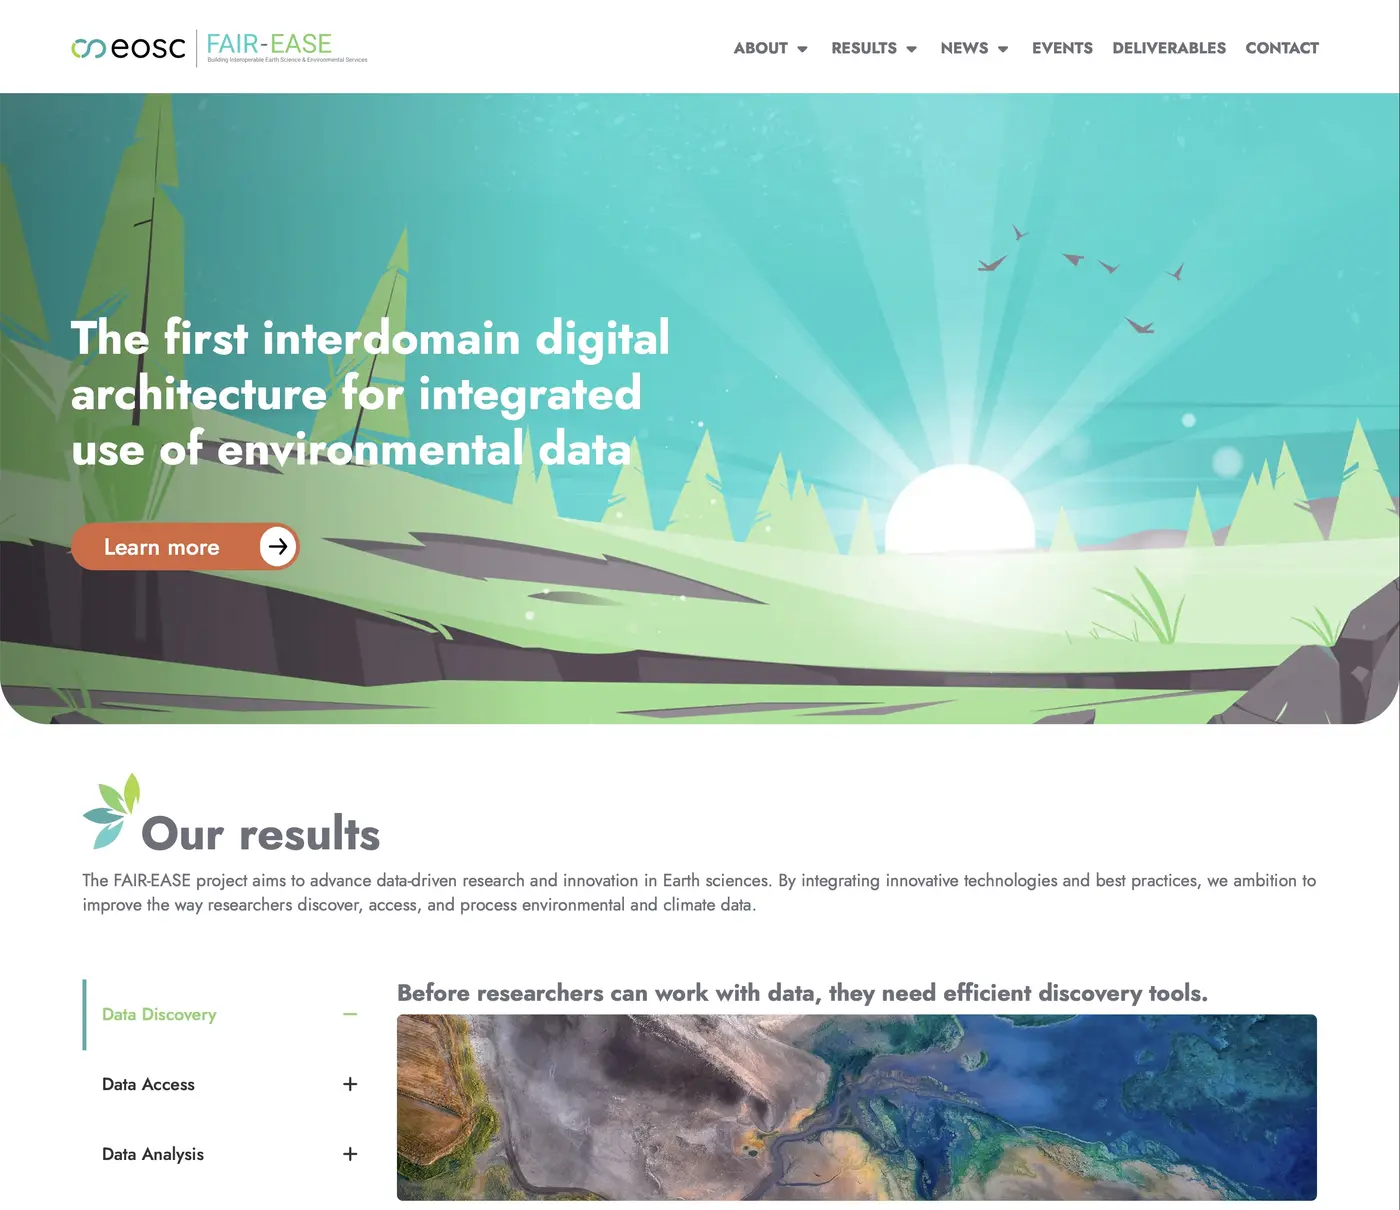 eosc FAIR-EASE
Building Interoperable Earth Science & Environmental Services
ABOUT RESULTS NEWS EVENTS DELIVERABLES CONTACT
The first interdomain digital
architecture for integrated
use of environmental data
Learn more
Our results
The FAIR-EASE project aims to advance data-driven research and innovation in Earth sciences. By integrating innovative technologies and best practices, we ambition to
improve the way researchers discover, access, and process environmental and climate data.
Data Discovery
Data Access
Data Analysis
Before researchers can work with data, they need efficient discovery tools.